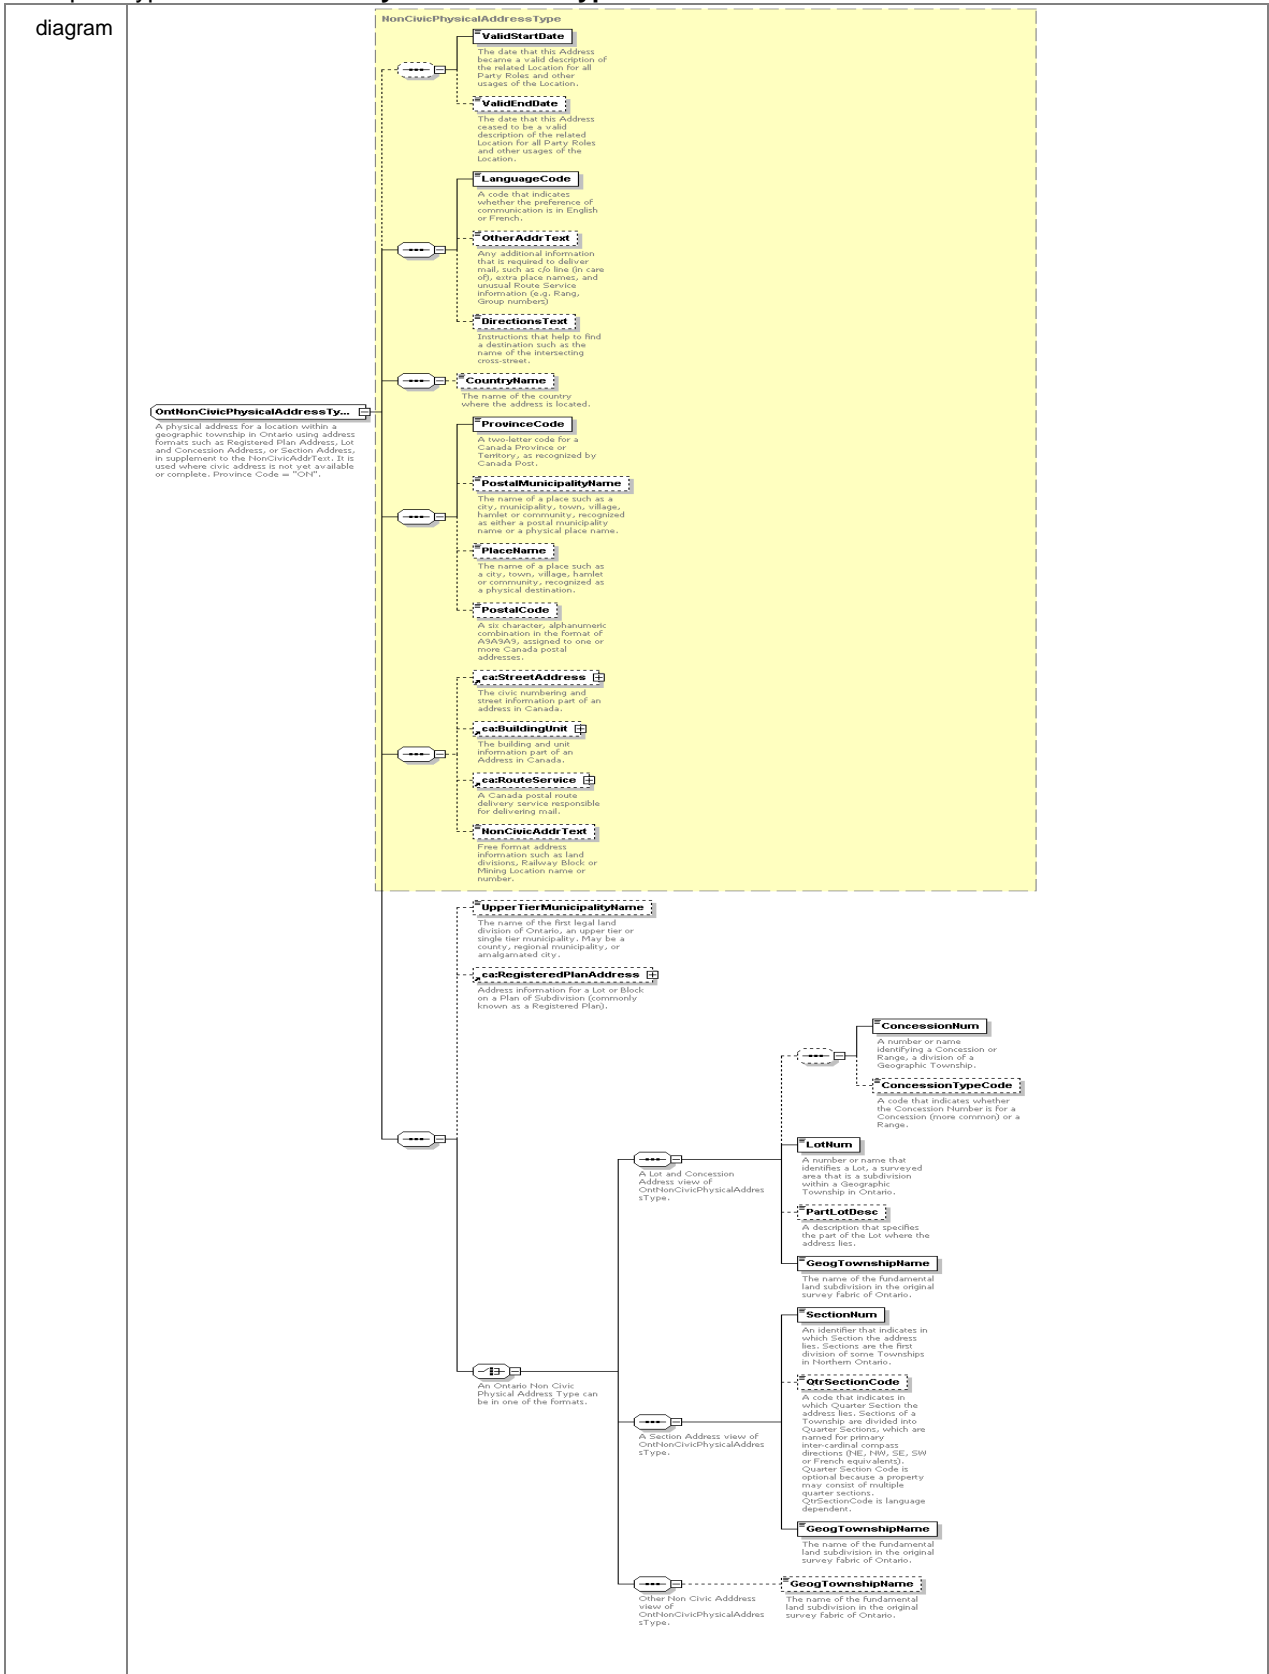 diagram
NonCivicPhysicalAddressType
ValidStartDate
The date that this Address
became a valid description of
the related Location for all
Party Roles and other
usages of the Location.
ValidEndDate
The date that this Address
ceased to be a valid
description of the related
Location for all Party Roles
and other usages of the
Location.
LanguageCode
A code that indicates
whether the preference of
communication is in English
or French.
OtherAddrText
Any additional information
that is required to deliver
mail, such as c/o line (in care
of), extra place names, and
unusual Route Service
information (e.g. Rang,
Group numbers)
DirectionsText
Instructions that help to find
a destination such as the
name of the intersecting
cross-street.
CountryName
The name of the country
where the address is located.
OntNonCivicPhysicalAddressTy...
A physical address for a location within a
geographic township in Ontario using address
formats such as Registered Plan Address, Lot
and Concession Address, or Section Address,
in supplement to the NonCivicAddrText. It is
used where civic address is not yet available
or complete. Province Code = "ON".
ProvinceCode
A two-letter code for a
Canada Province or
Territory, as recognized by
Canada Post.
PostalMunicipalityName
The name of a place such as a
city, municipality, town, village,
hamlet or community, recognized
as either a postal municipality
name or a physical place name.
PlaceName
The name of a place such as
a city, town, village, hamlet
or community, recognized as
a physical destination.
PostalCode
A six character, alphanumeric
combination in the format of
A9A9A9, assigned to one or
more Canada postal
addresses.
ca:StreetAddress
The civic numbering and
street information part of an
address in Canada.
ca:BuildingUnit
The building and unit
information part of an
Address in Canada.
ca:RouteService
A Canada postal route
delivery service responsible
for delivering mail.
NonCivicAddrText
Free format address
information such as land
divisions, Railway Block or
Mining Location name or
number.
UpperTierMunicipalityName
The name of the first legal land
division of Ontario, an upper tier or
single tier municipality. May be a
county, regional municipality, or
amalgamated city.
ca:RegisteredPlanAddress
Address information for a Lot or Block
on a Plan of Subdivision (commonly
known as a Registered Plan).
ConcessionNum
A number or name
identifying a Concession or
Range, a division of a
Geographic Township.
ConcessionTypeCode
A code that indicates whether
the Concession Number is for a
Concession (more common) or a
Range.
A Lot and Concession
Address view of
OntNonCivicPhysicalAddres
sType.
LotNum
A number or name that
identifies a Lot, a surveyed
area that is a subdivision
within a Geographic
Township in Ontario.
PartLotDesc
A description that specifies
the part of the Lot where the
address lies.
GeogTownshipName
The name of the fundamental
land subdivision in the original
survey fabric of Ontario.
An Ontario Non Civic
Physical Address Type can
be in one of the formats.
SectionNum
An identifier that indicates in
which Section the address
lies. Sections are the first
division of some Townships
in Northern Ontario.
QtrSectionCode
A code that indicates in
which Quarter Section the
address lies. Sections of a
Township are divided into
Quarter Sections, which are
named for primary
inter-cardinal compass
directions (NE, NW, SE, SW
or French equivalents).
Quarter Section Code is
optional because a property
may consist of multiple
quarter sections.
QtrSectionCode is language
dependent.
A Section Address view of
OntNonCivicPhysicalAddres
sType.
GeogTownshipName
The name of the fundamental
land subdivision in the original
survey fabric of Ontario.
Other Non Civic Adddress
view of
OntNonCivicPhysicalAddres
sType.
GeogTownshipName
The name of the fundamental
land subdivision in the original
survey fabric of Ontario.